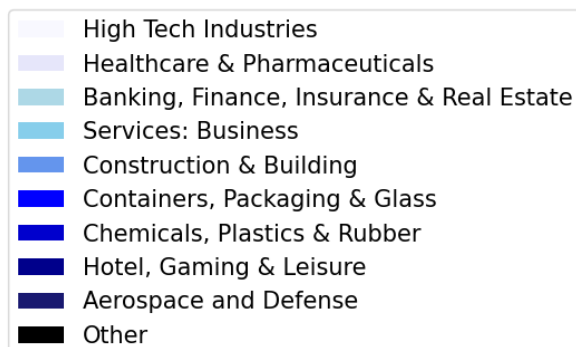 High Tech Industries
Healthcare & Pharmaceuticals
Banking, Finance, Insurance & Real Estate
Services: Business
Construction & Building
Containers, Packaging & Glass
Chemicals, Plastics & Rubber
Hotel, Gaming & Leisure
Aerospace and Defense
Other